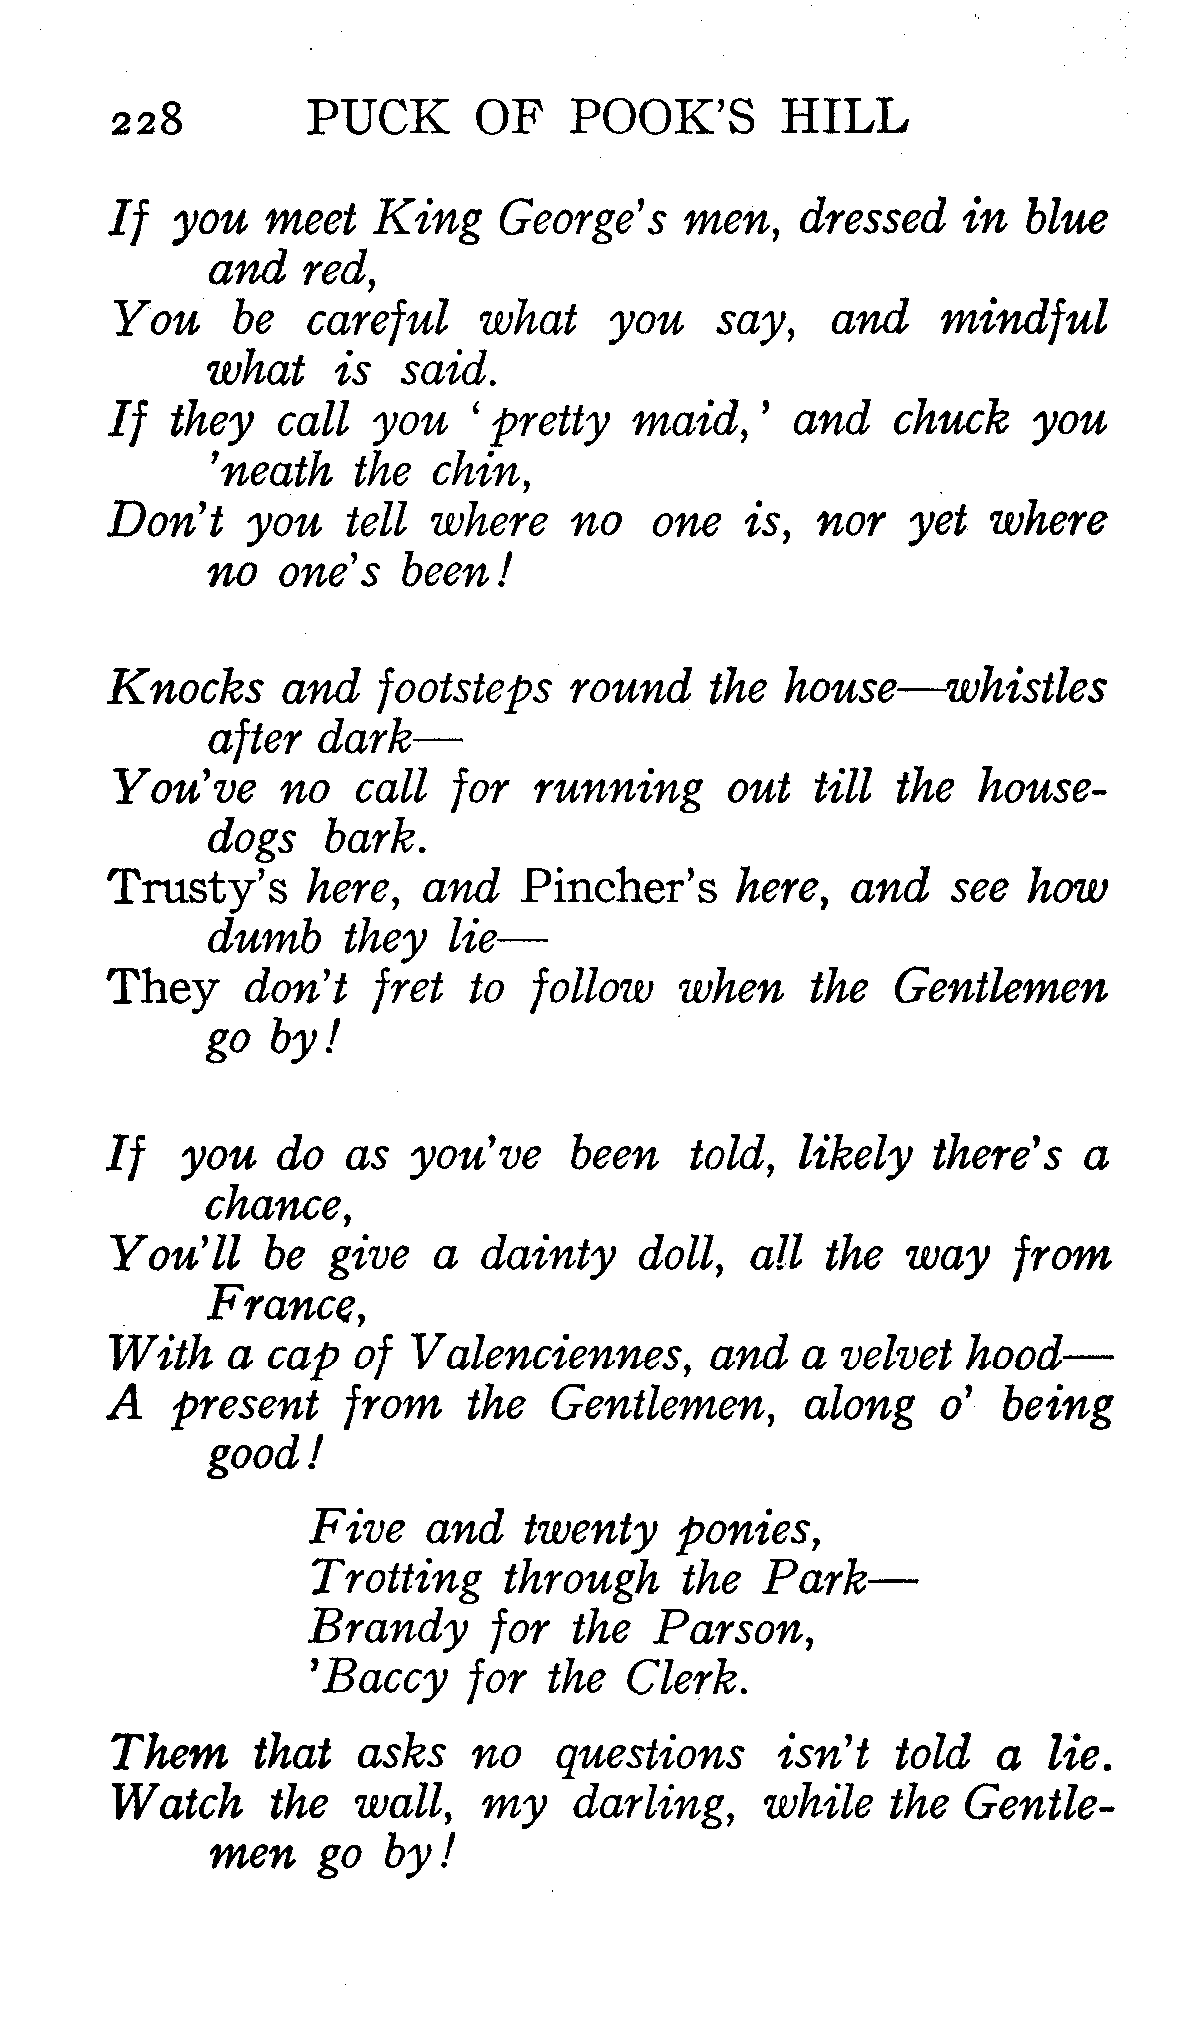 228 PUCK OF POOK'S HILL
If you meet King George's men, dressed in blue
and red,
You be careful what you say, and mindful
what is said.
If they call you ‘pretty maid,’ and chuck you
’neath the chin,
Don't you tell where no one is, nor yet where
no one's been!
Knocks and footsteps round the house—whistles
after dark—
You've no call for running out till the house-
dogs bark.
Trusty's here, and Pincher's here, and see how
dumb they lie—
They don't fret to follow when the Gentlemen
go by!
If you do as you've been told, likely there's a
chance,
You'll be give a dainty doll, all the way from
France,
With a cap of Valenciennes, and a velvet hood—
A present from the Gentlemen, along o' being
good!
Five and twenty ponies,
Trotting through the Park—
Brandy for the Parson,
'Baccy for the Clerk.
Them that asks no questions isn't told a lie.
Watch the wall, my darling, while the Gentle-
men go by!